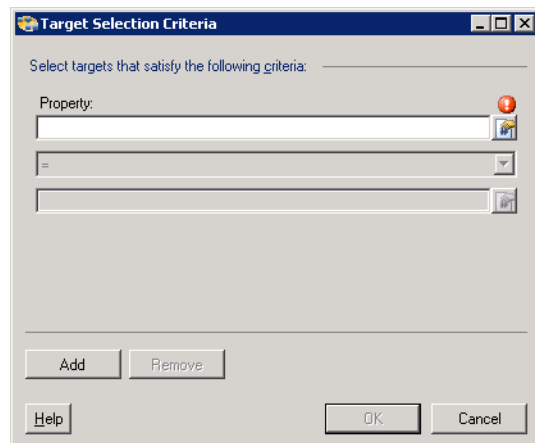 Target Selection Criteria
Select targets that satisfy the following criteria:
Property:
=
Add Remove
Help OK Cancel